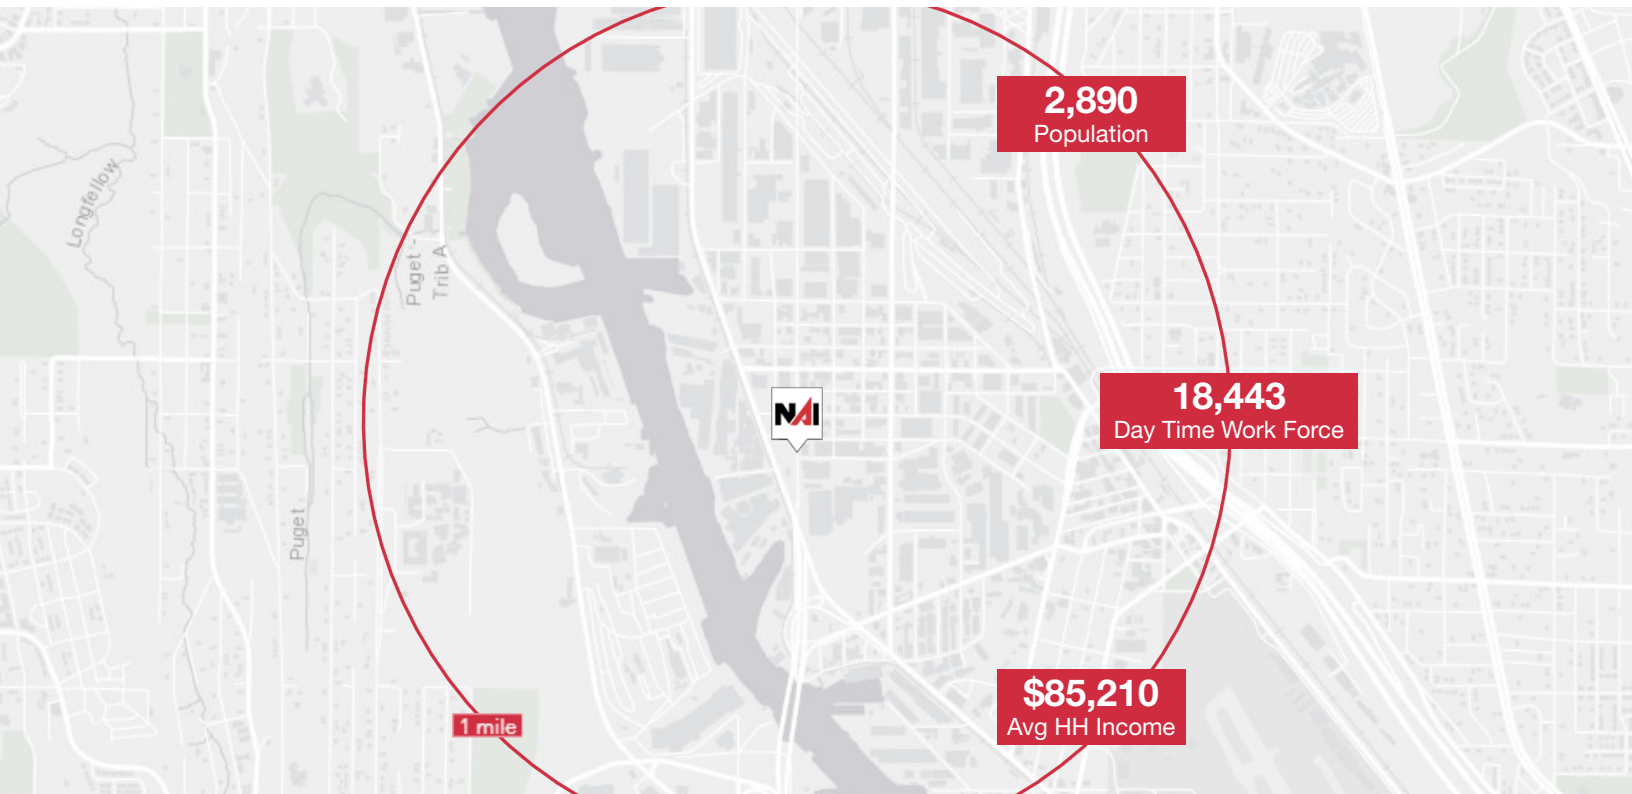 2,890
Population
Longfellow
Puget -
Trib A
18,443
Day Time Work Force
NAI
Puget
$85,210
Avg HH Income
1 mile